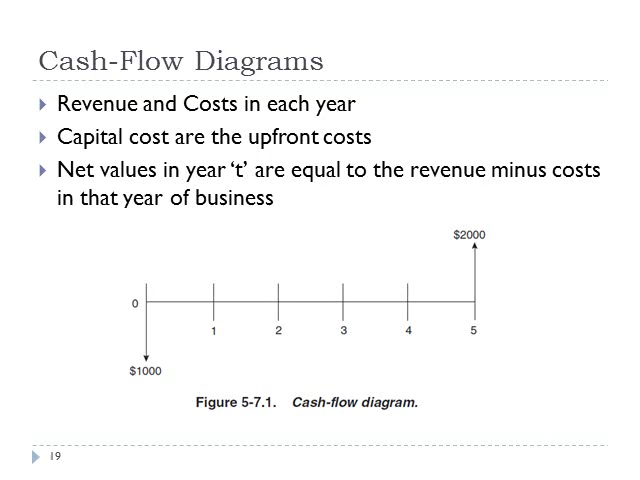 Cash-Flow Diagrams
Revenue and Costs in each year
Capital cost are the upfront costs
Net values in year ‘t’ are equal to the revenue minus costs
in that year of business
$2000
0
1 2 3 4 5
$1000
Figure 5-7.1. Cash-flow diagram.
19